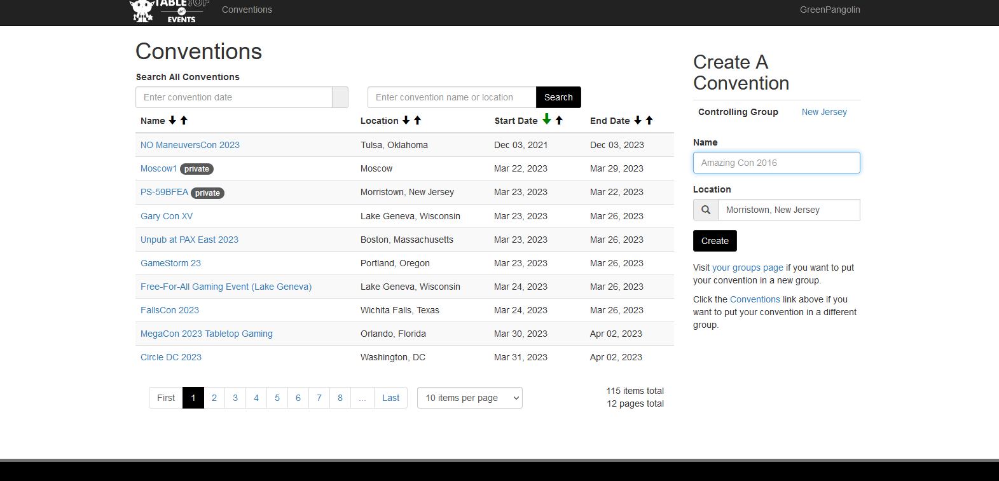 TABLETOP
dot
EVENTS
Conventions
GreenPangolin
Conventions
Search All Conventions
Enter convention date
Enter convention name or location
Search
Name Location Start Date End Date
NO ManeuversCon 2023 Tulsa, Oklahoma Dec 03, 2021 Dec 03, 2023
Moscow1 private Moscow Mar 22, 2023 Mar 29, 2023
PS-59BFEA private Morristown, New Jersey Mar 23, 2023 Mar 22, 2023
Gary Con XV Lake Geneva, Wisconsin Mar 23, 2023 Mar 26, 2023
Unpub at PAX East 2023 Boston, Massachusetts Mar 23, 2023 Mar 26, 2023
GameStorm 23 Portland, Oregon Mar 23, 2023 Mar 26, 2023
Free-For-All Gaming Event (Lake Geneva) Lake Geneva, Wisconsin Mar 24, 2023 Mar 26, 2023
FallsCon 2023 Wichita Falls, Texas Mar 24, 2023 Mar 26, 2023
MegaCon 2023 Tabletop Gaming Orlando, Florida Mar 30, 2023 Apr 02, 2023
Circle DC 2023 Washington, DC Mar 31, 2023 Apr 02, 2023
First 1 2 3 4 5 6 7 8 ... Last
10 items per page
115 items total
12 pages total
Create A
Convention
Controlling Group New Jersey
Name
Amazing Con 2016
Location
Morristown, New Jersey
Create
Visit your groups page if you want to put
your convention in a new group.
Click the Conventions link above if you
want to put your convention in a different
group.